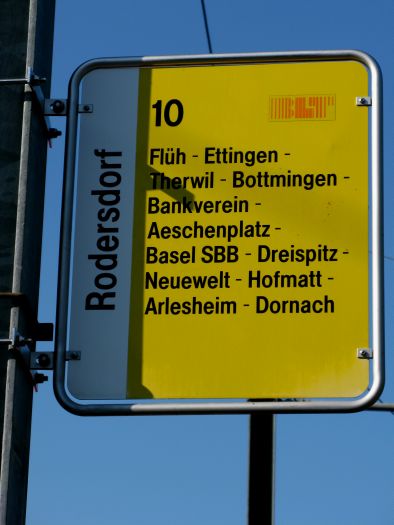 10
BLT
Rodersdorf
Flüh - Ettingen -
Therwil - Bottmingen -
Bankverein -
Aeschenplatz -
Basel SBB - Dreispitz -
Neuewelt - Hofmatt -
Arlesheim - Dornach